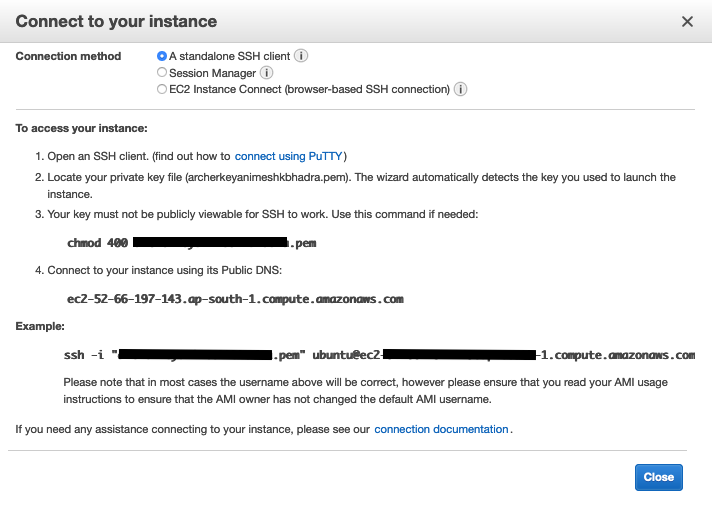 Connect to your instance
Connection method
A standalone SSH client
Session Manager
EC2 Instance Connect (browser-based SSH connection)
To access your instance:
1. Open an SSH client. (find out how to connect using PuTTY)
2. Locate your private key file (archerkeyanimeshkbhadra.pem). The wizard automatically detects the key you used to launch the
instance.
3. Your key must not be publicly viewable for SSH to work. Use this command if needed:
chmod 400 .pem
4. Connect to your instance using its Public DNS:
ec2-52-66-197-143.ap-south-1.compute.amazonaws.com
Example:
ssh -i " .pem" ubuntu@ec2- -1.compute.amazonaws.com
Please note that in most cases the username above will be correct, however please ensure that you read your AMI usage
instructions to ensure that the AMI owner has not changed the default AMI username.
If you need any assistance connecting to your instance, please see our connection documentation.
Close